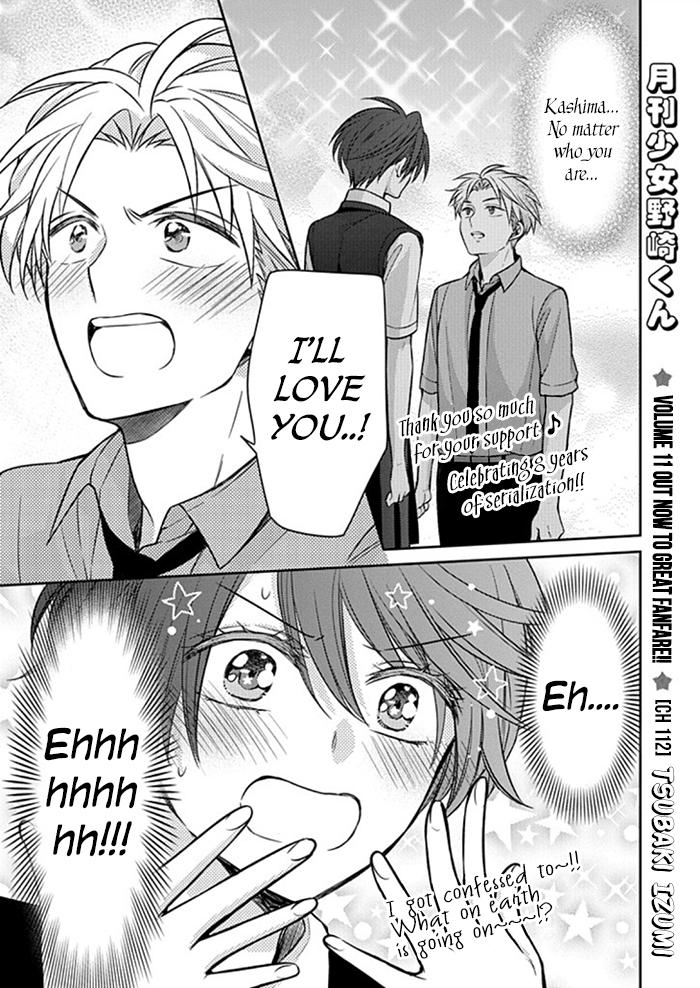 Kashima...
No matter
who you
are...
I'LL
LOVE
YOU..!
Thank you so much
for your support ♪
Celebrating 8 years
of serialization!!
Eh....
Ehhh
hhhh
hh!!!
I got confessed to~!!
What on earth
is going on~~~!?
月刊少女野崎くん
★ VOLUME 11 OUT NOW TO GREAT FANFARE!! ★ [CH 112] TSUBAKI IZUMI